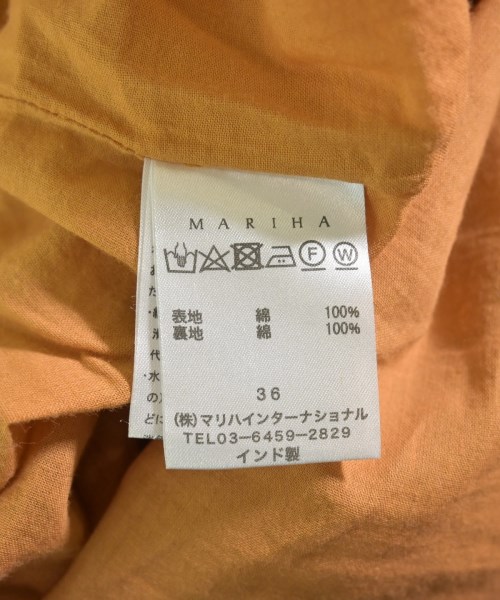 MARIHA
F W
表地 綿 100%
裏地 綿 100%
36
(株)マリハインターナショナル
TEL03-6459-2829
インド製